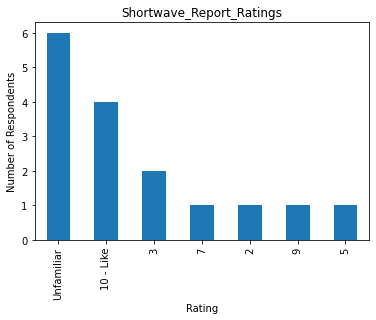 Shortwave_Report_Ratings
Number of Respondents
6
5
4
3
2
1
0
Unfamiliar
10 - Like
3
7
2
9
5
Rating